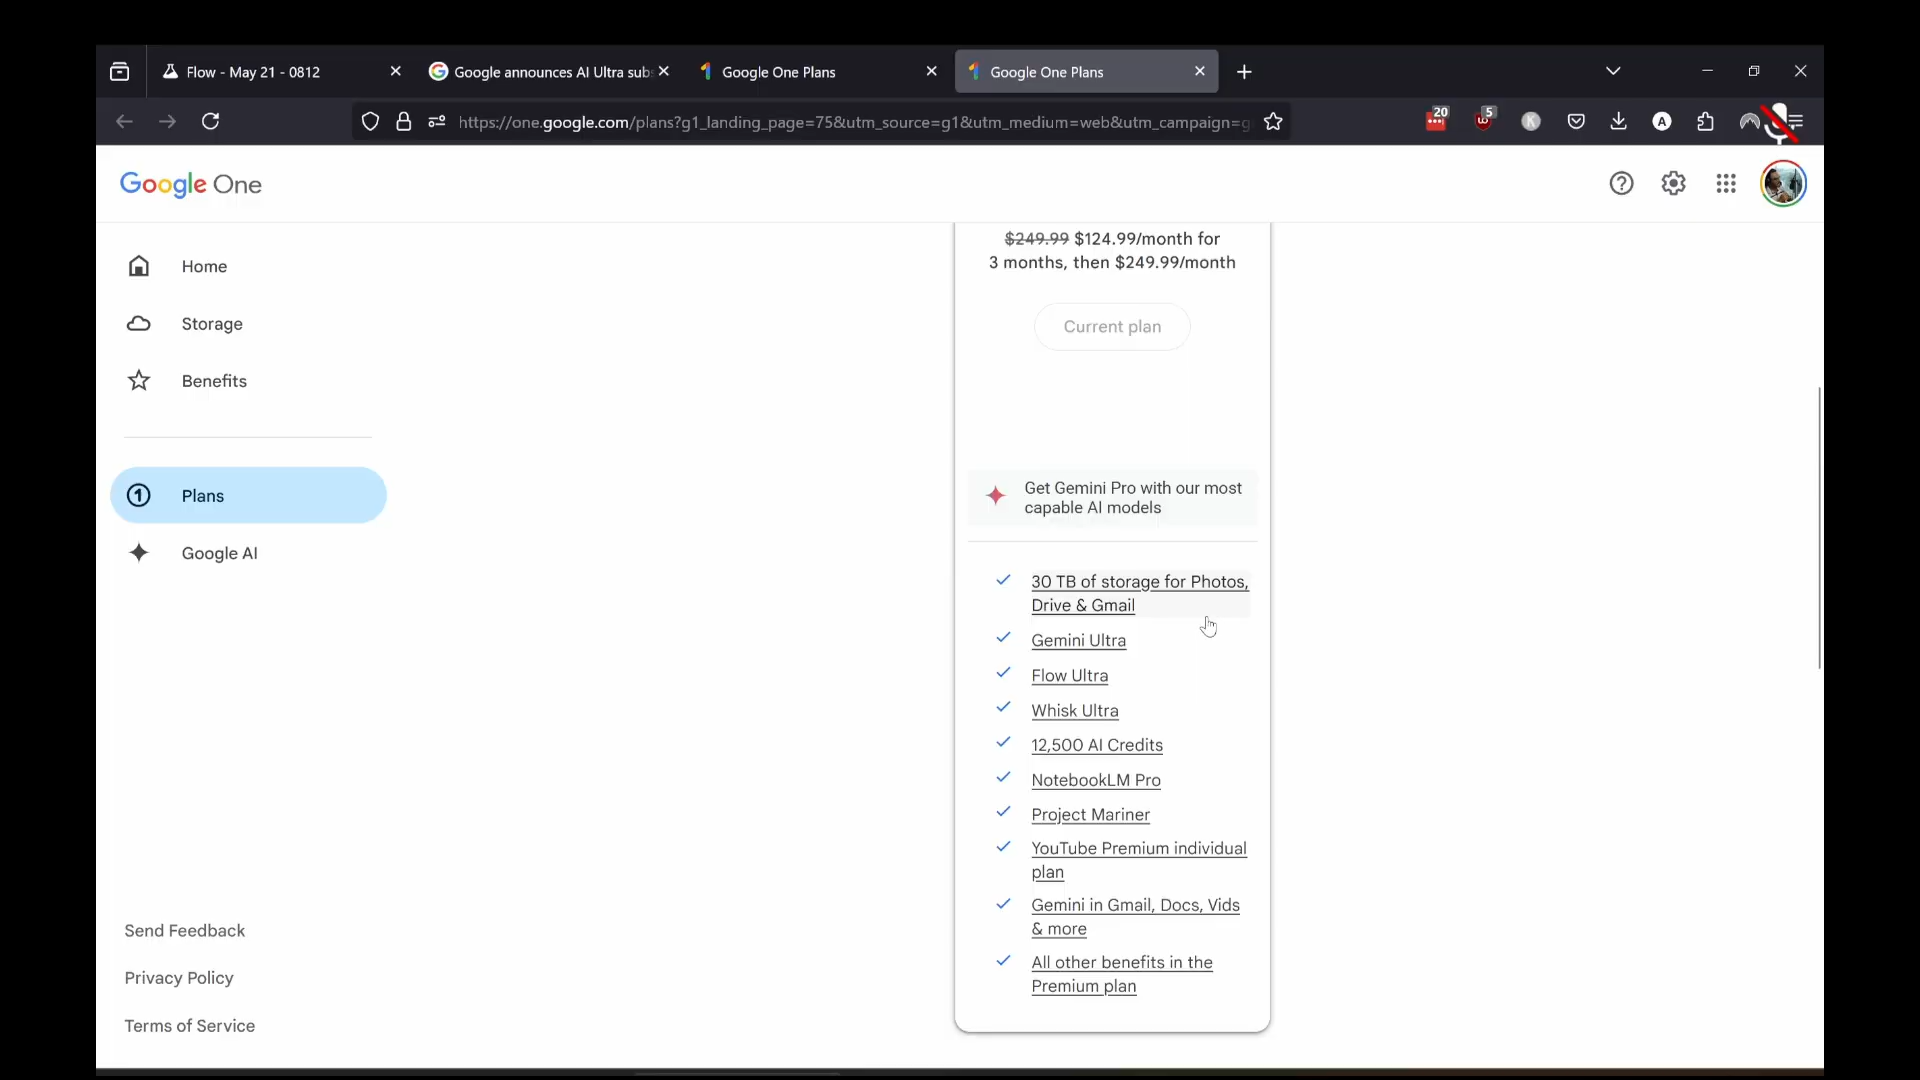 Flow - May 21 - 0812
Google announces AI Ultra sub
Google One Plans
Google One Plans
https://one.google.com/plans?g1_landing_page=75&utm_source=g1&utm_medium=web&utm_campaign=g
20
5
K
A
Google One
Home
Storage
Benefits
Plans
Google AI
Send Feedback
Privacy Policy
Terms of Service
$249.99 $124.99/month for
3 months, then $249.99/month
Current plan
Get Gemini Pro with our most
capable AI models
30 TB of storage for Photos,
Drive & Gmail
Gemini Ultra
Flow Ultra
Whisk Ultra
12,500 AI Credits
NotebookLM Pro
Project Mariner
YouTube Premium individual
plan
Gemini in Gmail, Docs, Vids
& more
All other benefits in the
Premium plan